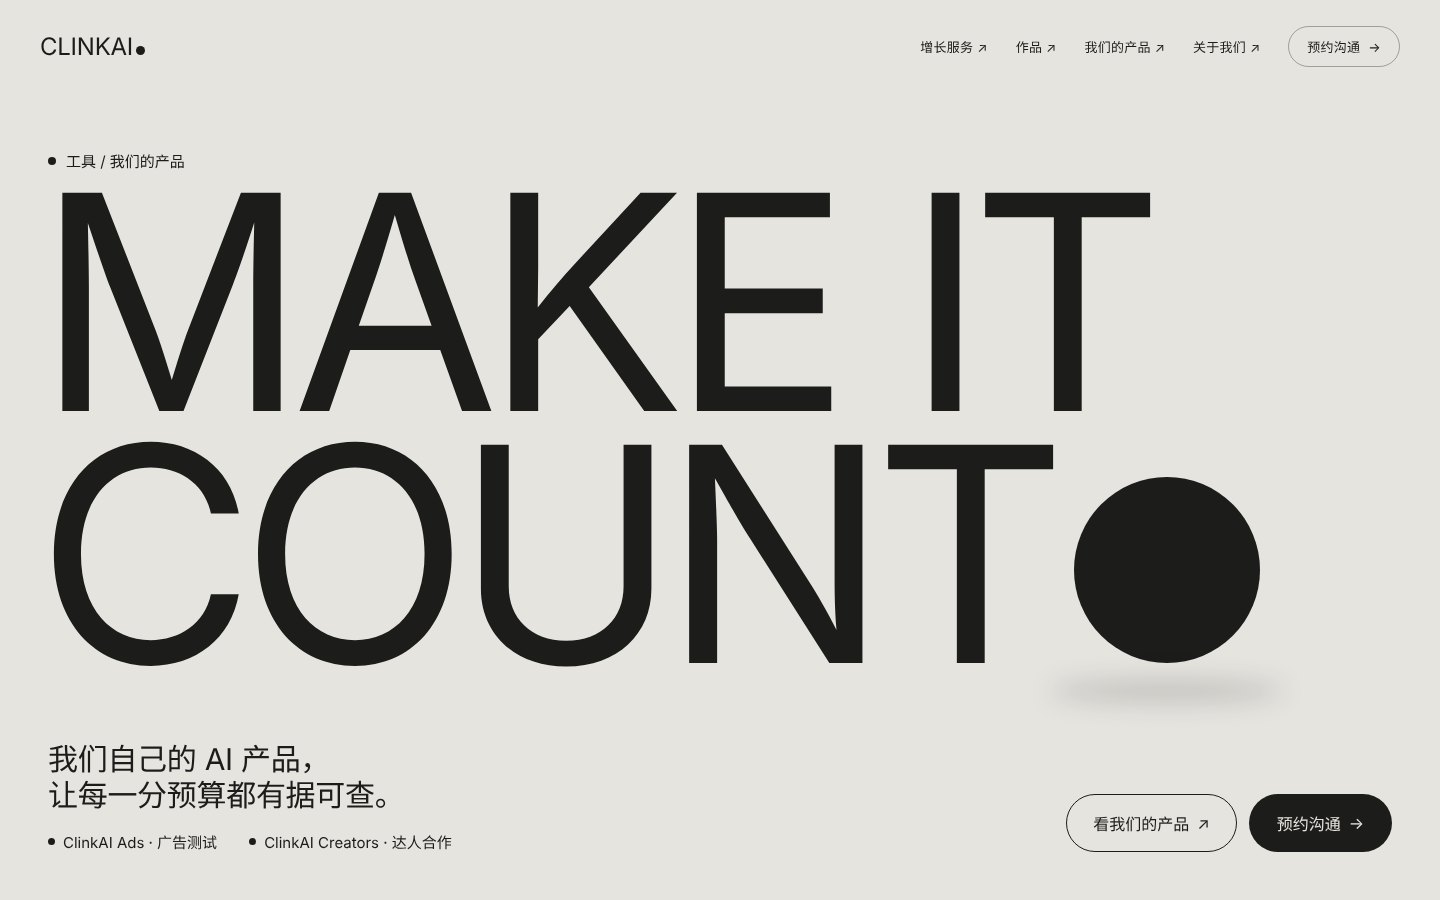 CLINKAI
增长服务 ↗ 作品 ↗ 我们的产品 ↗ 关于我们 ↗ 预约沟通 →
工具 / 我们的产品
MAKE IT
COUNT
我们自己的 AI 产品，
让每一分预算都有据可查。
ClinkAI Ads · 广告测试 ClinkAI Creators · 达人合作
看我们的产品 ↗ 预约沟通 →